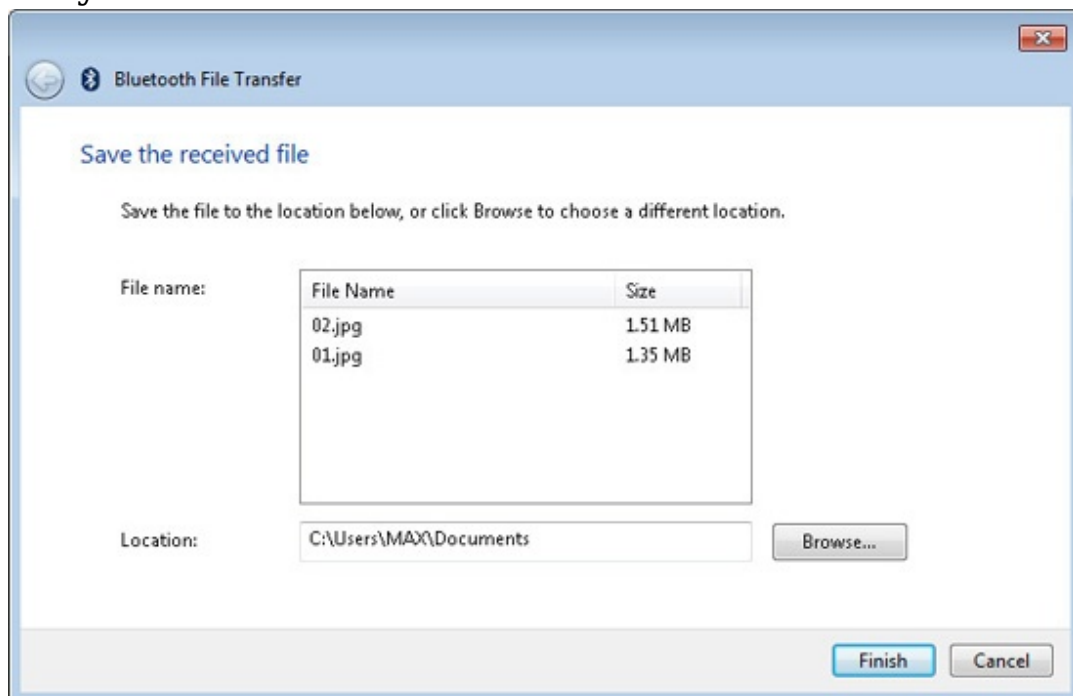 Bluetooth File Transfer
Save the received file
Save the file to the location below, or click Browse to choose a different location.
File name:
File Name Size
02.jpg 1.51 MB
01.jpg 1.35 MB
Location: C:\Users\MAX\Documents Browse...
Finish Cancel